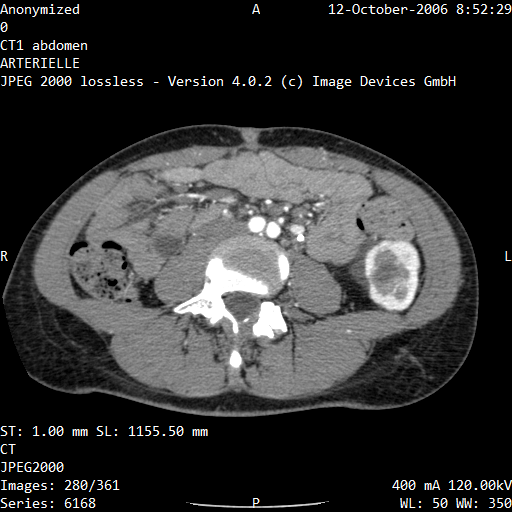 Anonymized A 12-October-2006 8:52:29
0
CT1 abdomen
ARTERIELLE
JPEG 2000 lossless - Version 4.0.2 (c) Image Devices GmbH
R L
ST: 1.00 mm SL: 1155.50 mm
CT
JPEG2000
Images: 280/361 400 mA 120.00kV
Series: 6168 P WL: 50 WW: 350